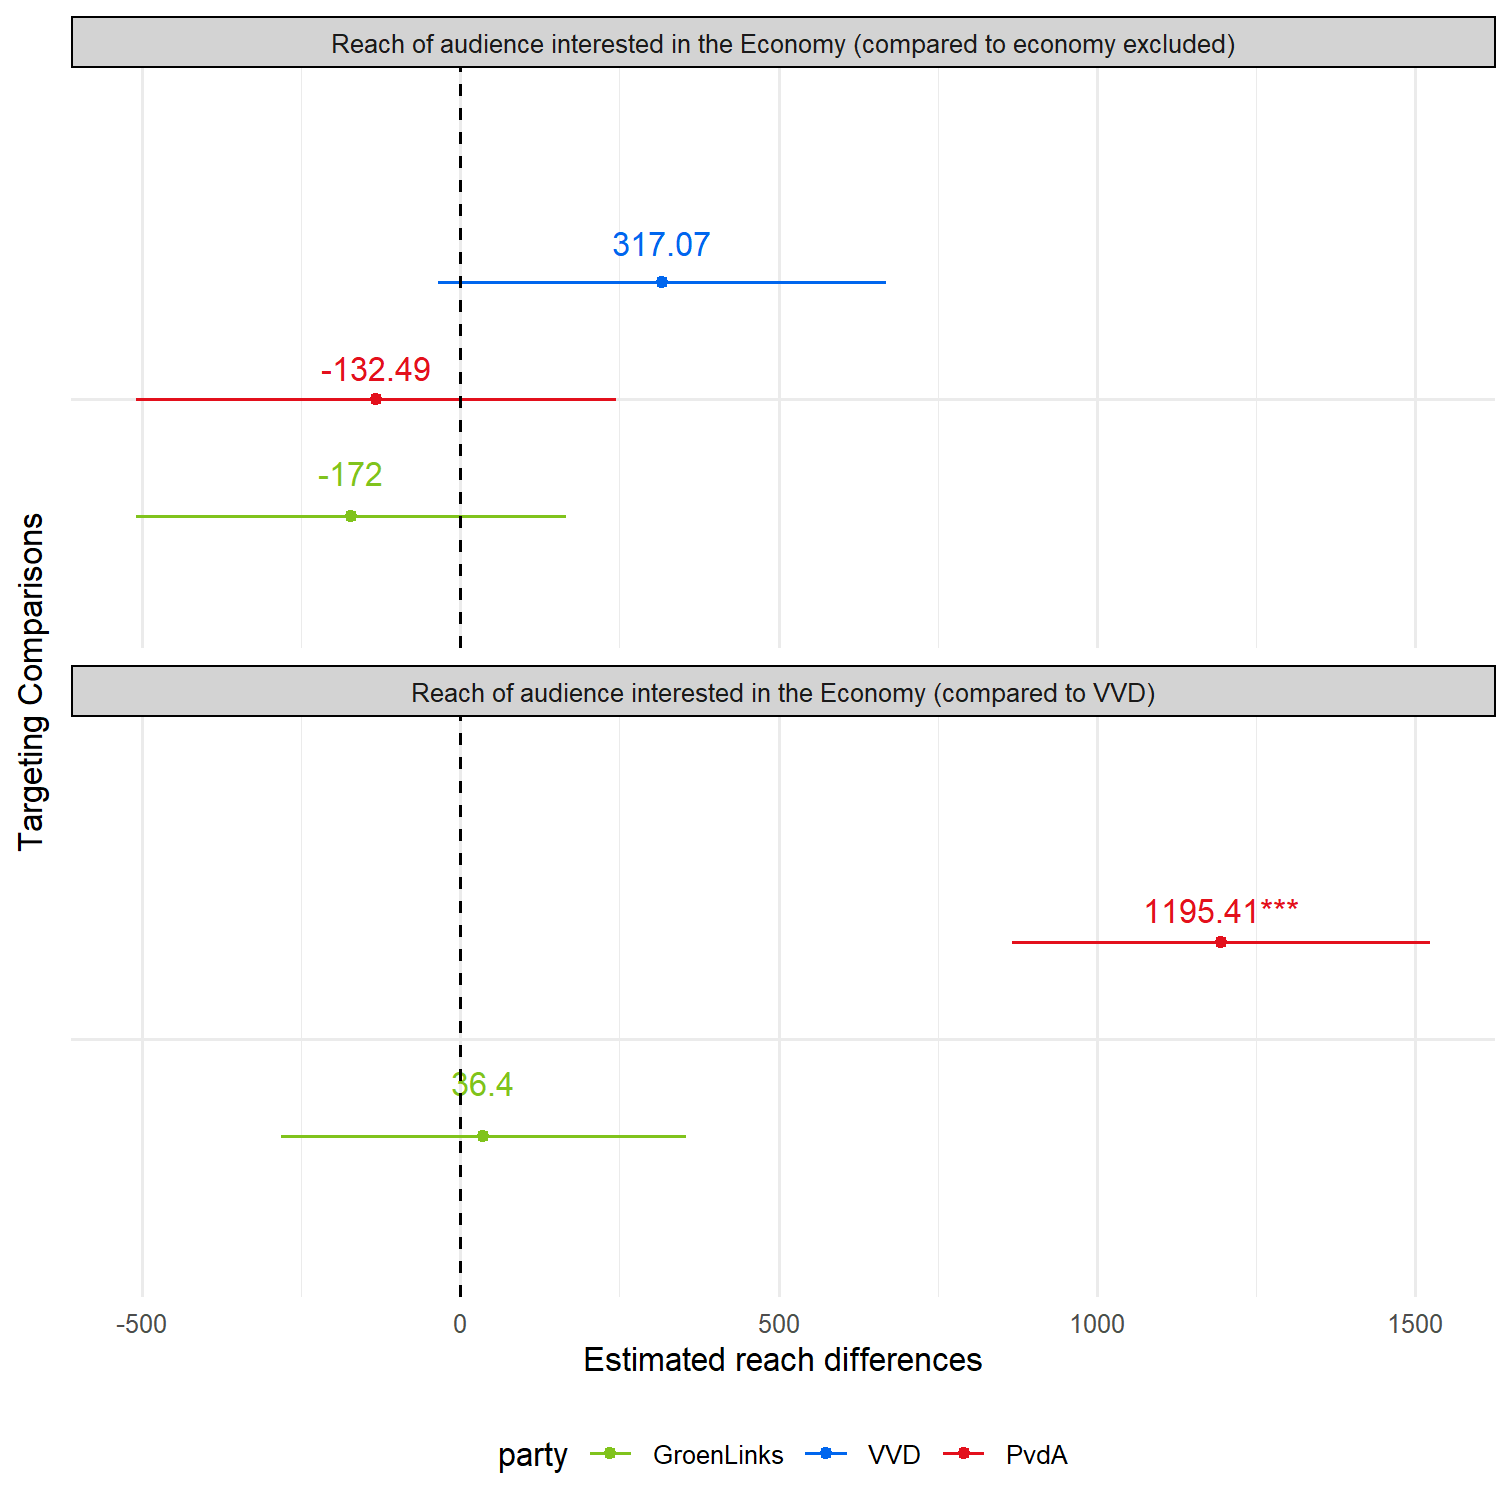 Reach of audience interested in the Economy (compared to economy excluded)
317.07
-132.49
-172
Targeting Comparisons
Reach of audience interested in the Economy (compared to VVD)
1195.41***
36.4
-500 0 500 1000 1500
Estimated reach differences
party GroenLinks VVD PvdA